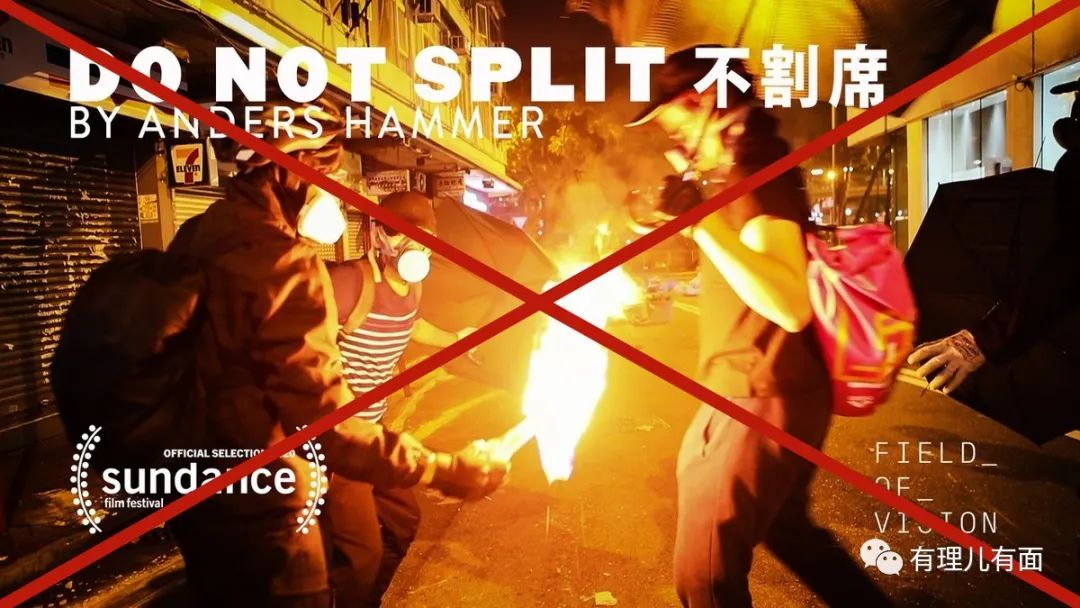 DO NOT SPLIT 不割席
BY ANDERS HAMMER
7
ELEVEN
OFFICIAL SELECTION 2020
sundance
film festival
FIELD_
OF_
VISION
有理儿有面